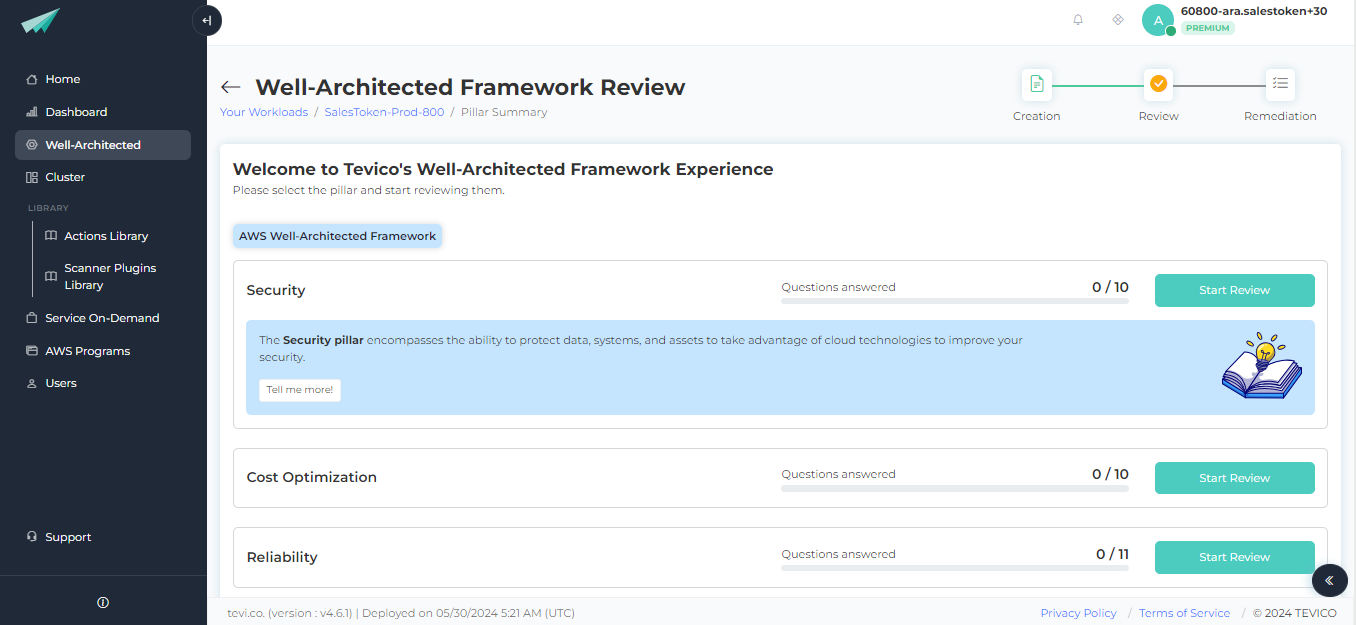 60800-ara.salestoken+30
A
PREMIUM
Home
Dashboard
Well-Architected
Cluster
LIBRARY
Actions Library
Scanner Plugins
Library
Service On-Demand
AWS Programs
Users
Support
Well-Architected Framework Review
Your Workloads / SalesToken-Prod-800 / Pillar Summary
Creation
Review
Remediation
Welcome to Tevico's Well-Architected Framework Experience
Please select the pillar and start reviewing them.
AWS Well-Architected Framework
Security
Questions answered 0 / 10
Start Review
The Security pillar encompasses the ability to protect data, systems, and assets to take advantage of cloud technologies to improve your
security.
Tell me more!
Cost Optimization
Questions answered 0 / 10
Start Review
Reliability
Questions answered 0 / 11
Start Review
tevi.co. (version : v4.6.1) | Deployed on 05/30/2024 5:21 AM (UTC)
Privacy Policy / Terms of Service / © 2024 TEVICO